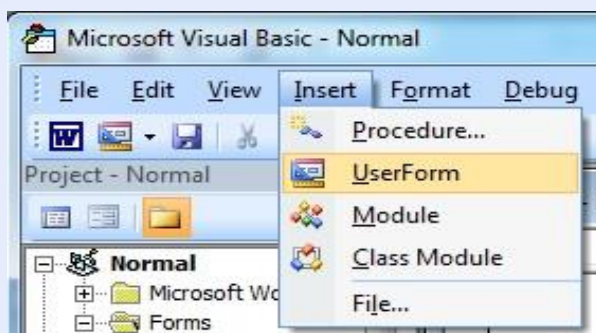 Microsoft Visual Basic - Normal
File Edit View Insert Format Debug
Procedure...
Project - Normal
UserForm
Module
Class Module
Normal
Microsoft Wo
File...
Forms